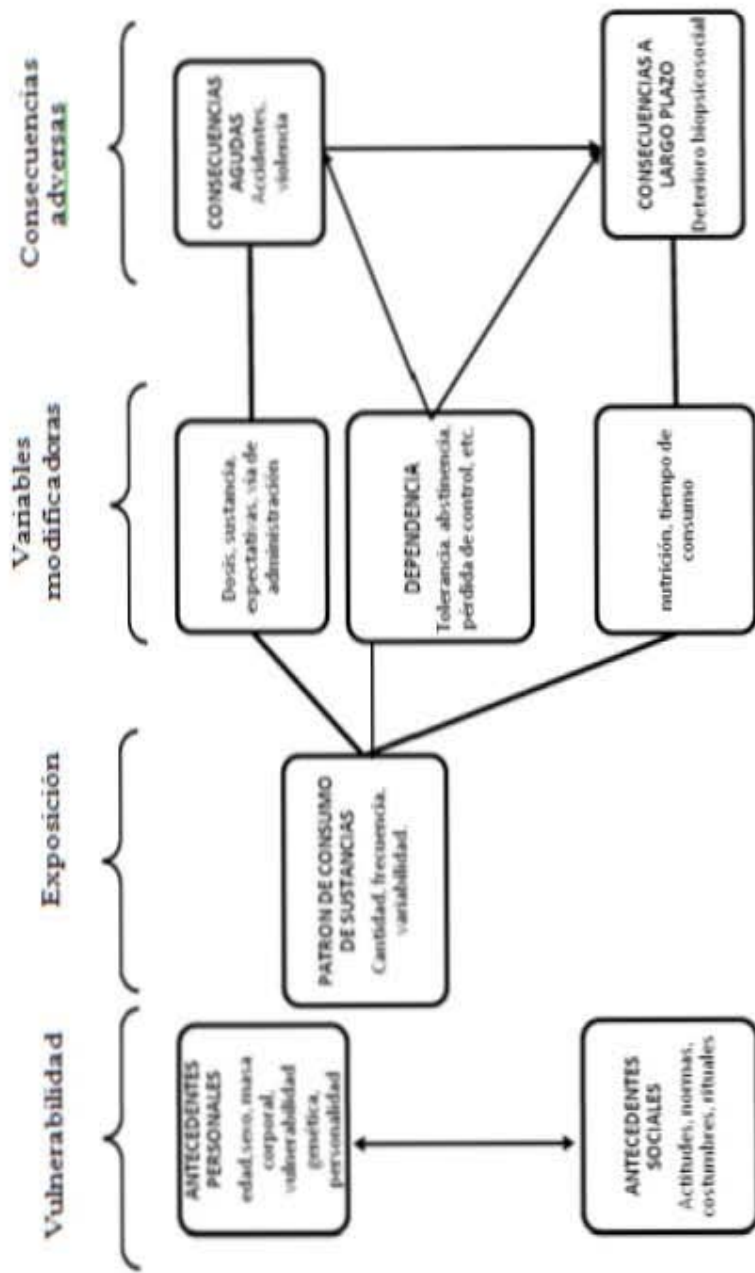 Vulnerabilidad
Exposición
Variables
modificadoras
Consecuencias
adversas
ANTECEDENTES
PERSONALES
edad,sexo, masa
corporal,
vulnerabilidad
genética,
personalidad
ANTECEDENTES
SOCIALES
Actitudes, normas,
costumbres, rituales
PATRON DE CONSUMO
DE SUSTANCIAS
Cantidad, frecuencia,
variabilidad.
Dosis, sustancia,
expectativas, vía de
administración
DEPENDENCIA
Tolerancia, abstinencia,
pérdida de control, etc.
nutrición, tiempo de
consumo
CONSECUENCIAS
AGUDAS
Accidentes,
violencia
CONSECUENCIAS A
LARGO PLAZO
Deterioro biopsicosocial